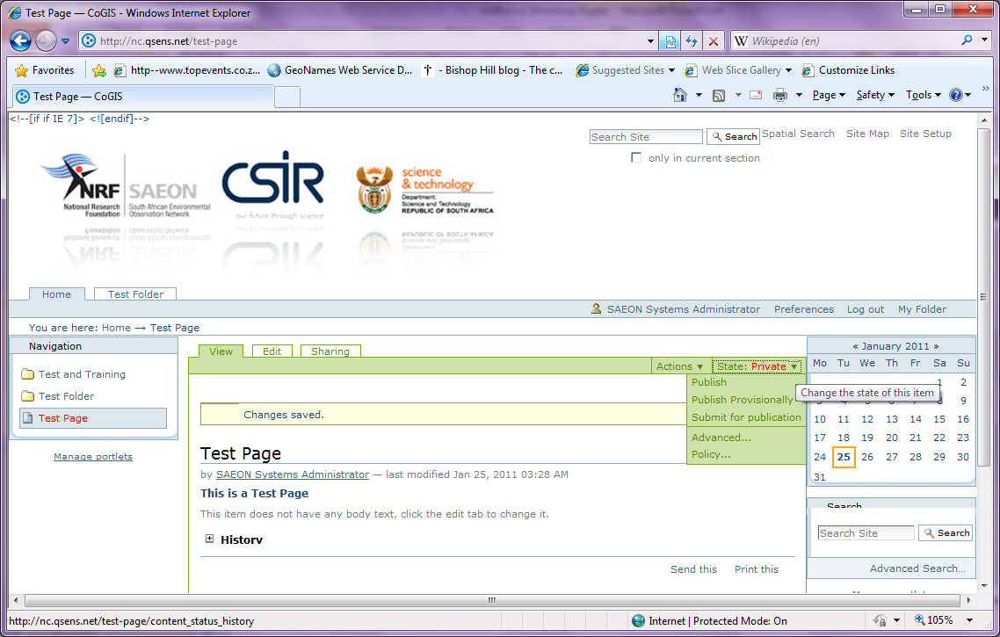 Test Page — CoGIS - Windows Internet Explorer
http://nc.qsens.net/test-page
W Wikipedia (en)
Favorites
http--www.topevents.co.z...
GeoNames Web Service D...
- Bishop Hill blog - The c...
Suggested Sites
Web Slice Gallery
Customize Links
Test Page — CoGIS
Page
Safety
Tools
<!--[if if IE 7]> <![endif]-->
Search Site
Search
Spatial Search
Site Map
Site Setup
only in current section
NRF
National Research
Foundation
SAEON
South African Environmental
Observation Network
CSIR
our future through science
science
& technology
Department:
Science and Technology
REPUBLIC OF SOUTH AFRICA
Home
Test Folder
SAEON Systems Administrator
Preferences
Log out
My Folder
You are here: Home → Test Page
Navigation
Test and Training
Test Folder
Test Page
Manage portlets
View
Edit
Sharing
Actions ▼
State: Private ▼
Publish
Publish Provisionally
Submit for publication
Advanced...
Policy...
Change the state of this item
Changes saved.
Test Page
by SAEON Systems Administrator — last modified Jan 25, 2011 03:28 AM
This is a Test Page
This item does not have any body text, click the edit tab to change it.
History
Send this
Print this
« January 2011 »
Mo Tu We Th Fr Sa Su
1 2
9
10 11 12 13 14 15 16
17 18 19 20 21 22 23
24 25 26 27 28 29 30
31
Search
Search Site
Search
Advanced Search...
http://nc.qsens.net/test-page/content_status_history
Internet | Protected Mode: On
105%